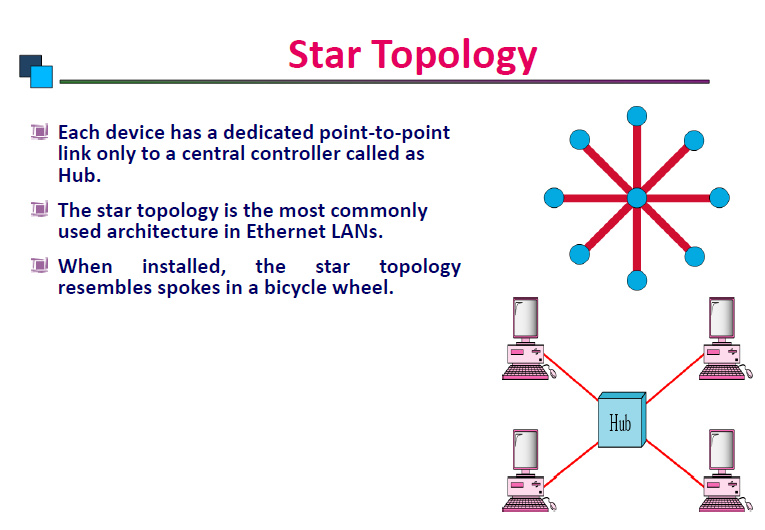 Star Topology
Each device has a dedicated point-to-point
link only to a central controller called as
Hub.
The star topology is the most commonly
used architecture in Ethernet LANs.
When installed, the star topology
resembles spokes in a bicycle wheel.
Hub